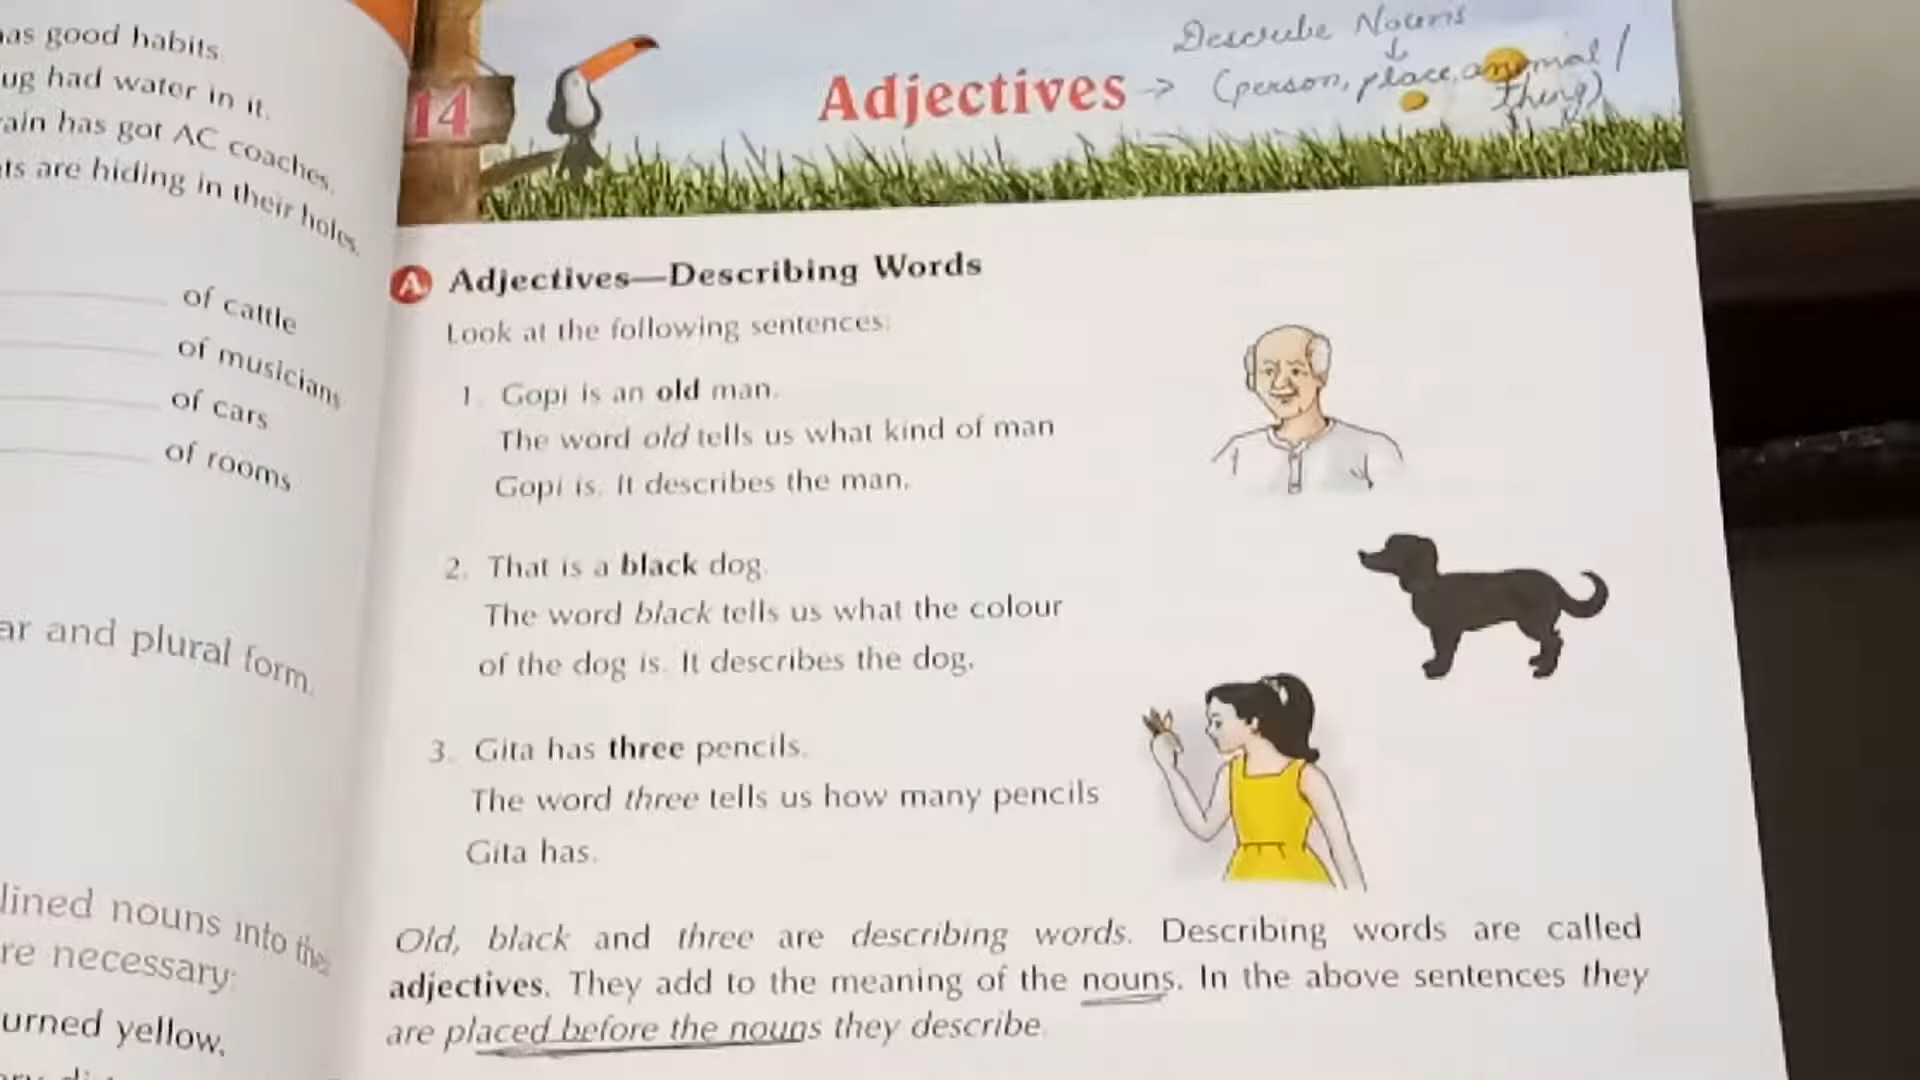 has good habits.
ug had water in it.
rain has got AC coaches.
ts are hiding in their holes.
of cattle
of musicians
of cars
of rooms
ar and plural form.
lined nouns into the
re necessary:
urned yellow.
14
Adjectives → Describe Nouns
(person, place, animal / thing)
A Adjectives—Describing Words
Look at the following sentences:
1. Gopi is an old man.
The word old tells us what kind of man
Gopi is. It describes the man.
2. That is a black dog.
The word black tells us what the colour
of the dog is. It describes the dog.
3. Gita has three pencils.
The word three tells us how many pencils
Gita has.
Old, black and three are describing words. Describing words are called
adjectives. They add to the meaning of the nouns. In the above sentences they
are placed before the nouns they describe.